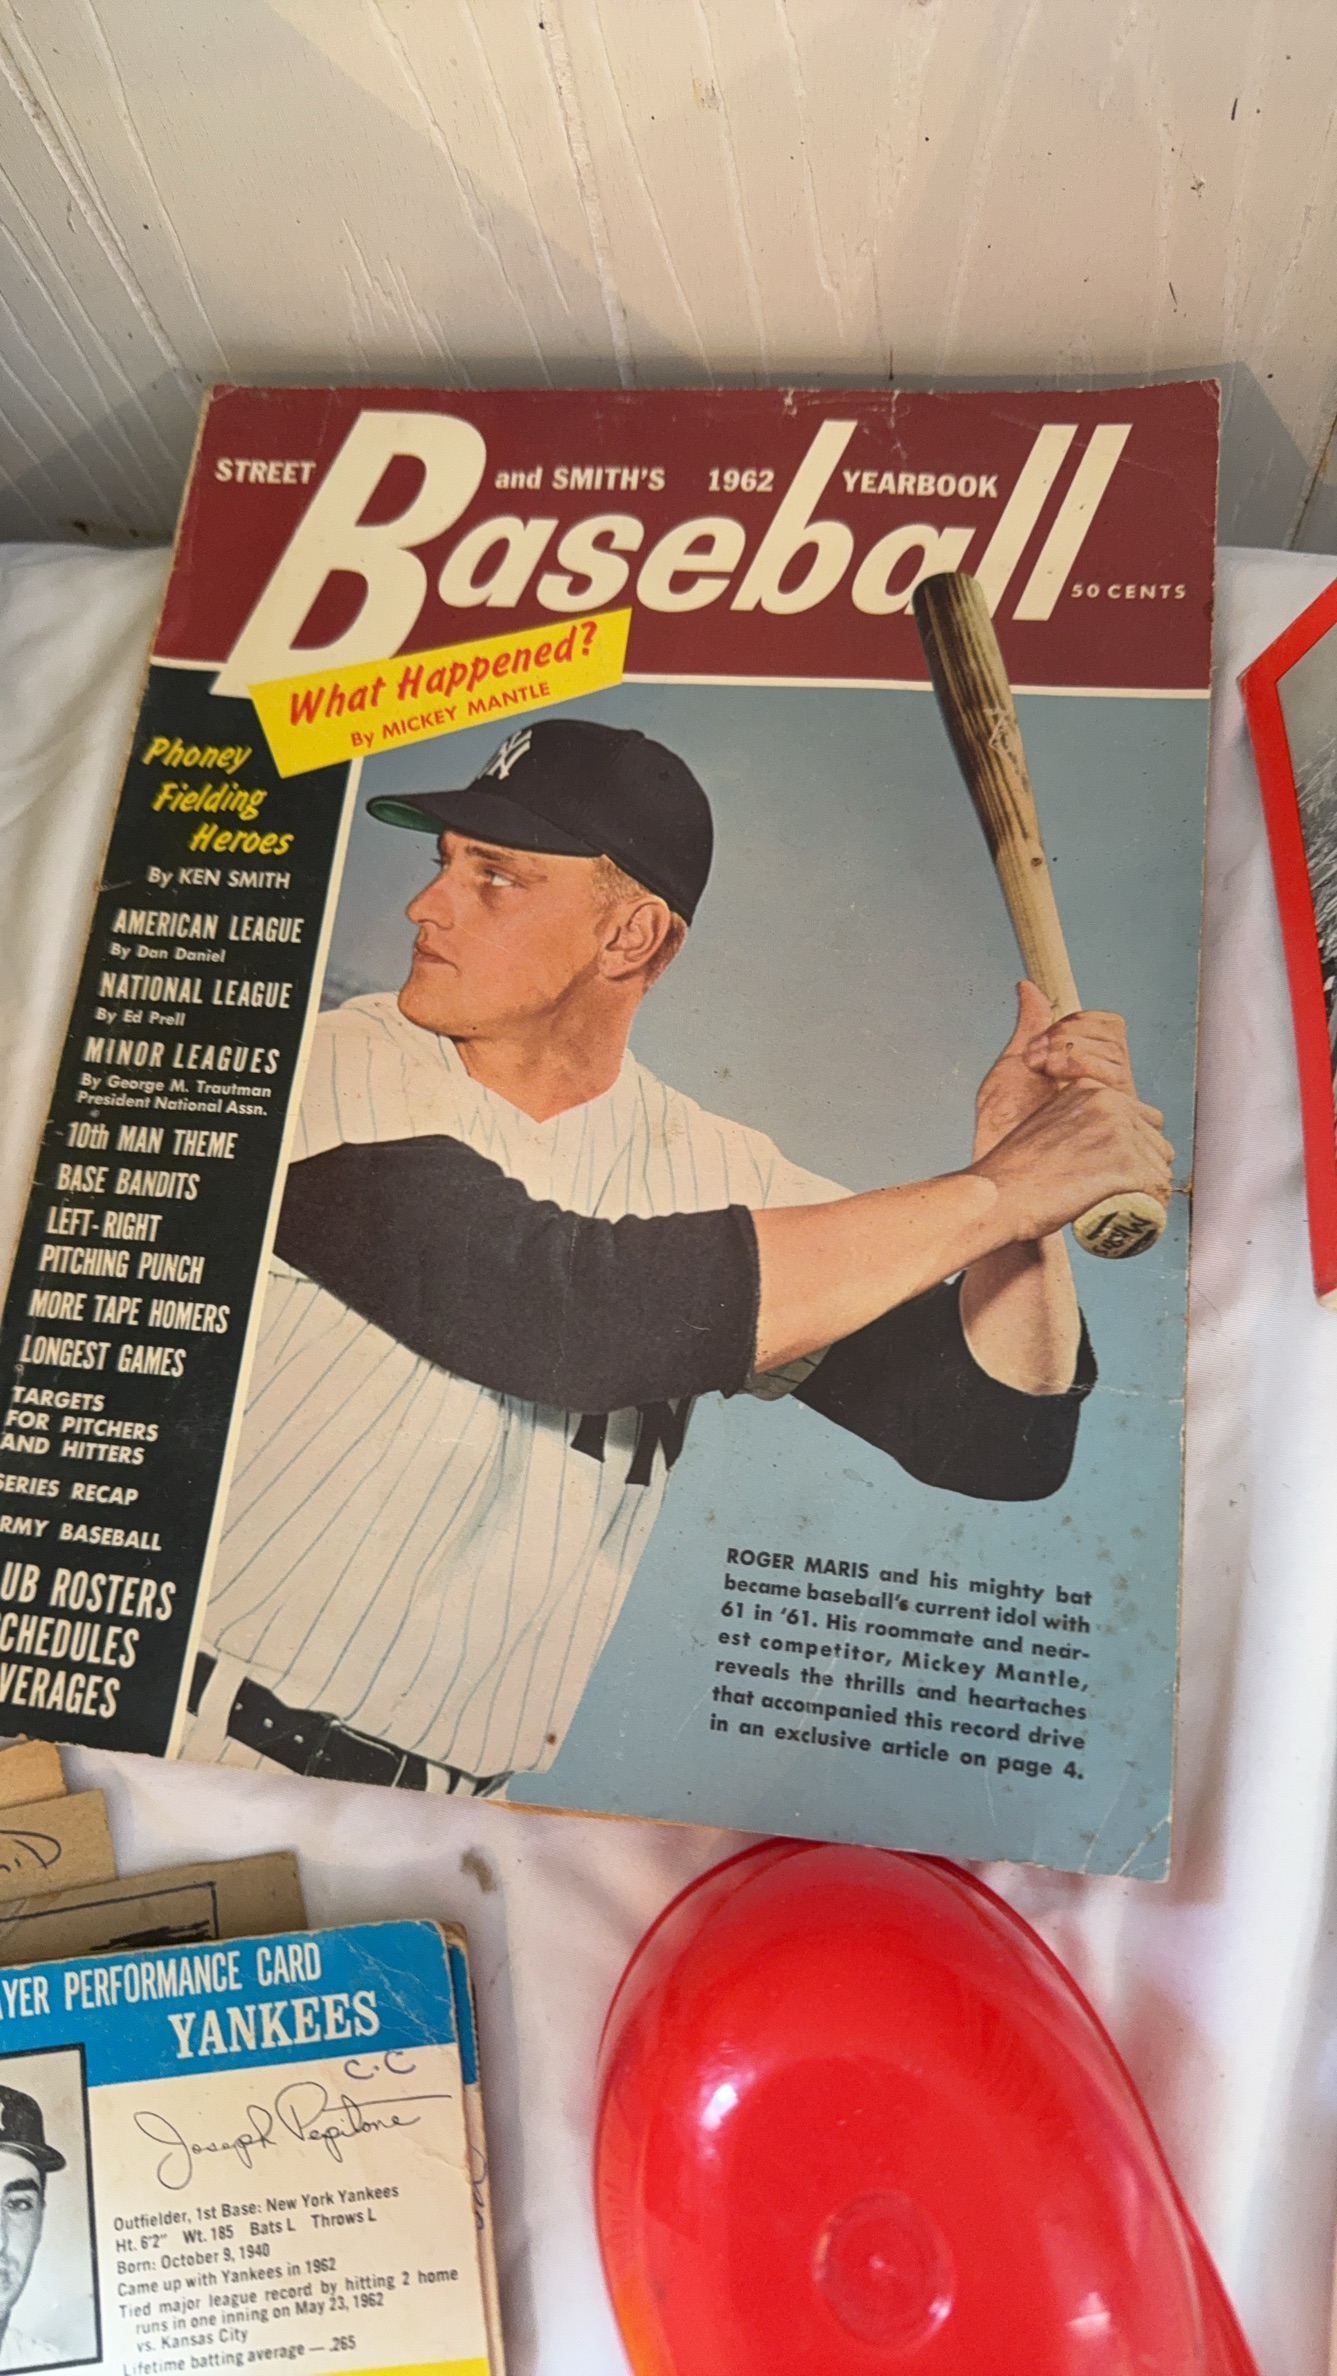 STREET and SMITH'S 1962 YEARBOOK
Baseball
50 CENTS
What Happened?
By MICKEY MANTLE
Phoney
Fielding
Heroes
By KEN SMITH
AMERICAN LEAGUE
By Dan Daniel
NATIONAL LEAGUE
By Ed Prell
MINOR LEAGUES
By George M. Trautman
President National Assn.
10th MAN THEME
BASE BANDITS
LEFT-RIGHT
PITCHING PUNCH
MORE TAPE HOMERS
LONGEST GAMES
TARGETS
FOR PITCHERS
AND HITTERS
SERIES RECAP
RMY BASEBALL
UB ROSTERS
CHEDULES
VERAGES
NY
MARIS
ROGER MARIS and his mighty bat
became baseball's current idol with
61 in '61. His roommate and near-
est competitor, Mickey Mantle,
reveals the thrills and heartaches
that accompanied this record drive
in an exclusive article on page 4.
YER PERFORMANCE CARD
YANKEES
C.C
Joseph Pepitone
Outfielder, 1st Base: New York Yankees
Ht. 6'2" Wt. 185 Bats L Throws L
Born: October 9, 1940
Came up with Yankees in 1962
Tied major league record by hitting 2 home
runs in one inning on May 23, 1962
vs. Kansas City
Lifetime batting average — .265